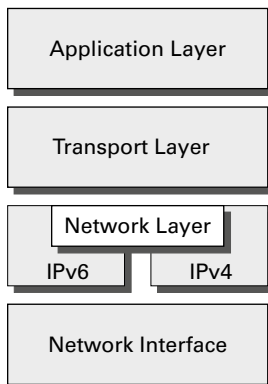 Application Layer
Transport Layer
Network Layer
IPv6 IPv4
Network Interface